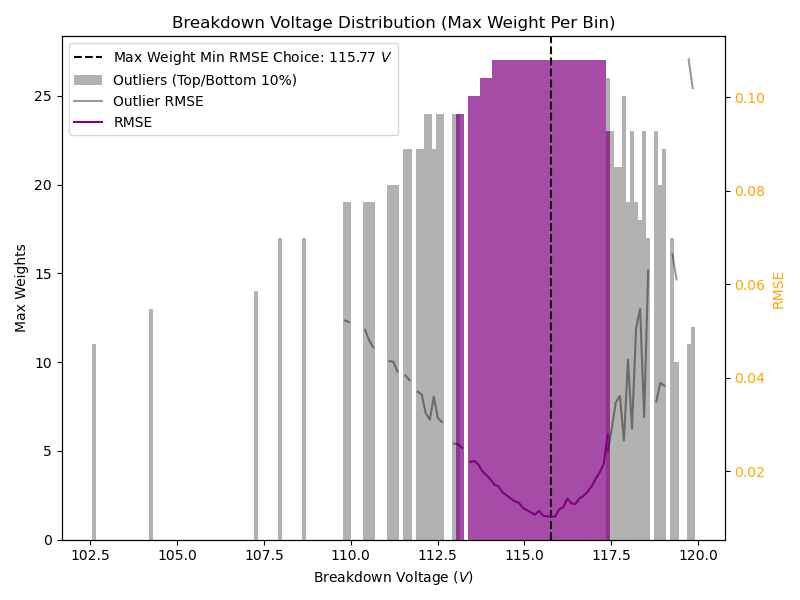 Breakdown Voltage Distribution (Max Weight Per Bin)
Max Weight Min RMSE Choice: 115.77 V
Outliers (Top/Bottom 10%)
Outlier RMSE
RMSE
Max Weights
25
20
15
10
5
0
0.10
0.08
0.06
0.04
0.02
RMSE
102.5 105.0 107.5 110.0 112.5 115.0 117.5 120.0
Breakdown Voltage (V)